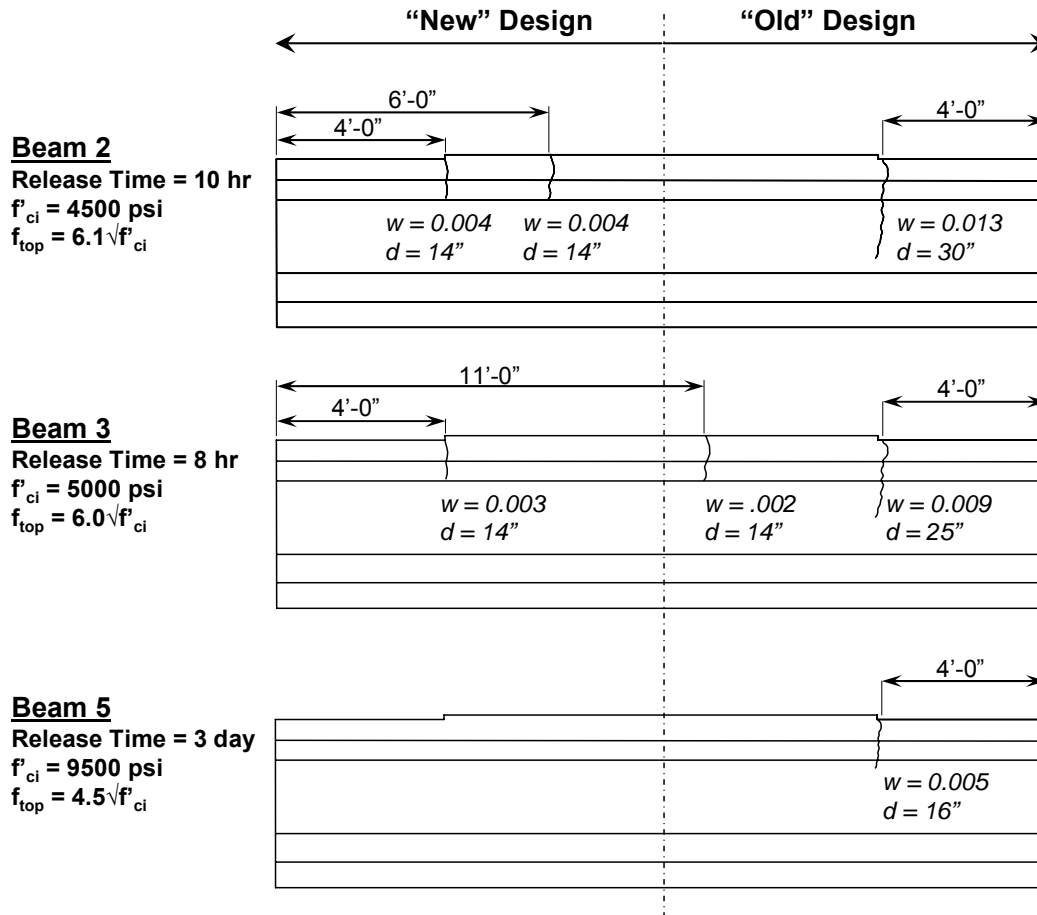 “New” Design “Old” Design
6’-0”
4’-0” 4’-0”
Beam 2
Release Time = 10 hr
f’ci = 4500 psi
ftop = 6.1√f’ci
w = 0.004 w = 0.004 w = 0.013
d = 14” d = 14” d = 30”
11’-0”
4’-0” 4’-0”
Beam 3
Release Time = 8 hr
f’ci = 5000 psi
ftop = 6.0√f’ci
w = 0.003 w = .002 w = 0.009
d = 14” d = 14” d = 25”
4’-0”
Beam 5
Release Time = 3 day
f’ci = 9500 psi
ftop = 4.5√f’ci
w = 0.005
d = 16”